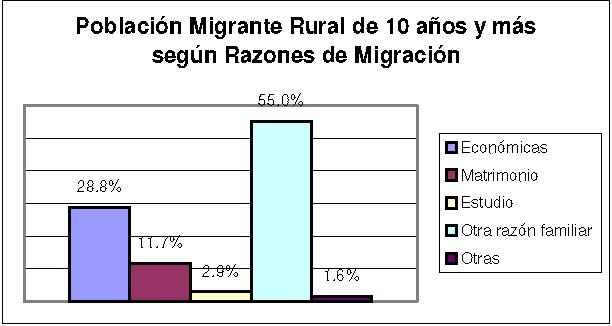 Población Migrante Rural de 10 años y más
según Razones de Migración
55.0%
28.8%
11.7%
2.9%
1.6%
Económicas
Matrimonio
Estudio
Otra razón familiar
Otras